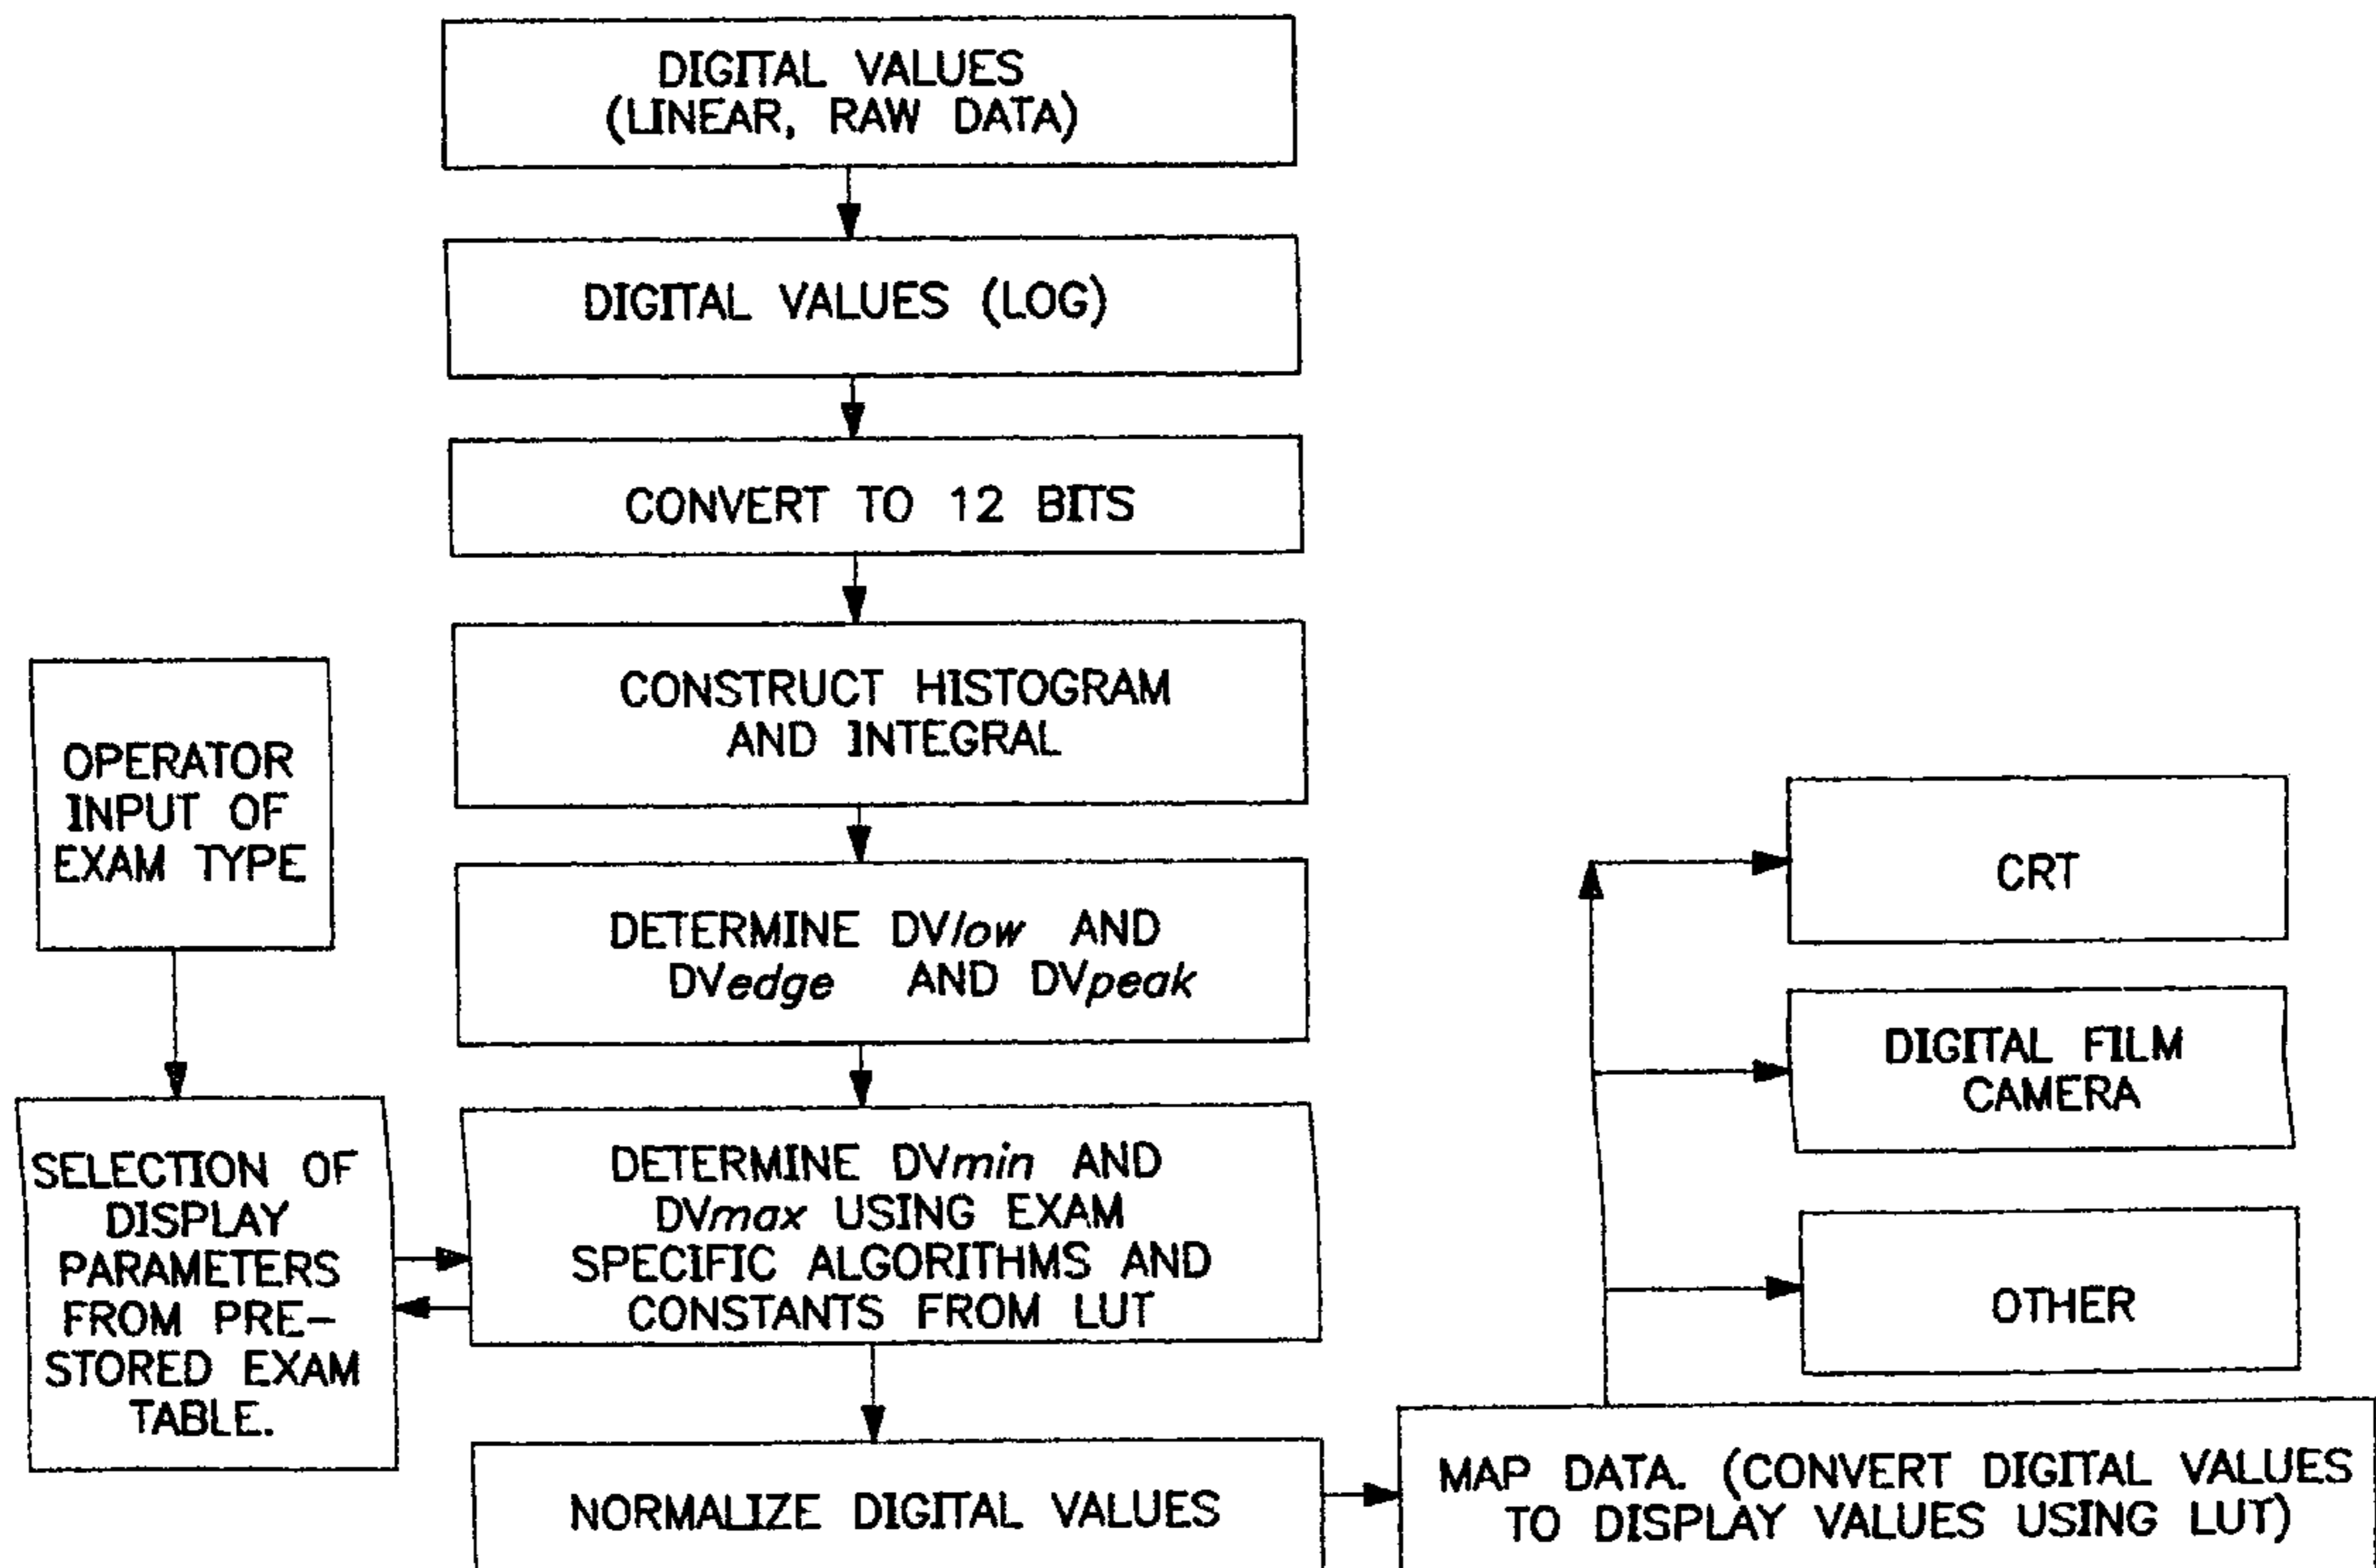 DIGITAL VALUES
(LINEAR, RAW DATA)
DIGITAL VALUES (LOG)
CONVERT TO 12 BITS
CONSTRUCT HISTOGRAM
AND INTEGRAL
OPERATOR
INPUT OF
EXAM TYPE
DETERMINE DVlow AND
DVedge AND DVpeak
SELECTION OF
DISPLAY
PARAMETERS
FROM PRE-
STORED EXAM
TABLE.
DETERMINE DVmin AND
DVmax USING EXAM
SPECIFIC ALGORITHMS AND
CONSTANTS FROM LUT
NORMALIZE DIGITAL VALUES
MAP DATA. (CONVERT DIGITAL VALUES
TO DISPLAY VALUES USING LUT)
CRT
DIGITAL FILM
CAMERA
OTHER